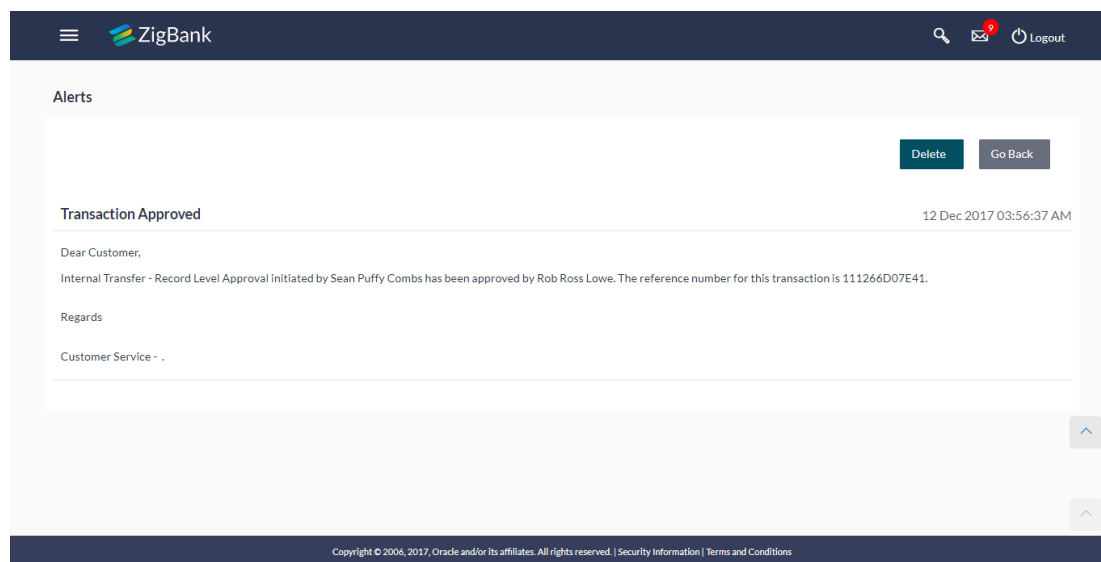 ZigBank
9
Logout
Alerts
Delete
Go Back
Transaction Approved
12 Dec 2017 03:56:37 AM
Dear Customer,
Internal Transfer - Record Level Approval initiated by Sean Puffy Combs has been approved by Rob Ross Lowe. The reference number for this transaction is 111266D07E41.
Regards
Customer Service - .
Copyright © 2006, 2017, Oracle and/or its affiliates. All rights reserved. | Security Information | Terms and Conditions